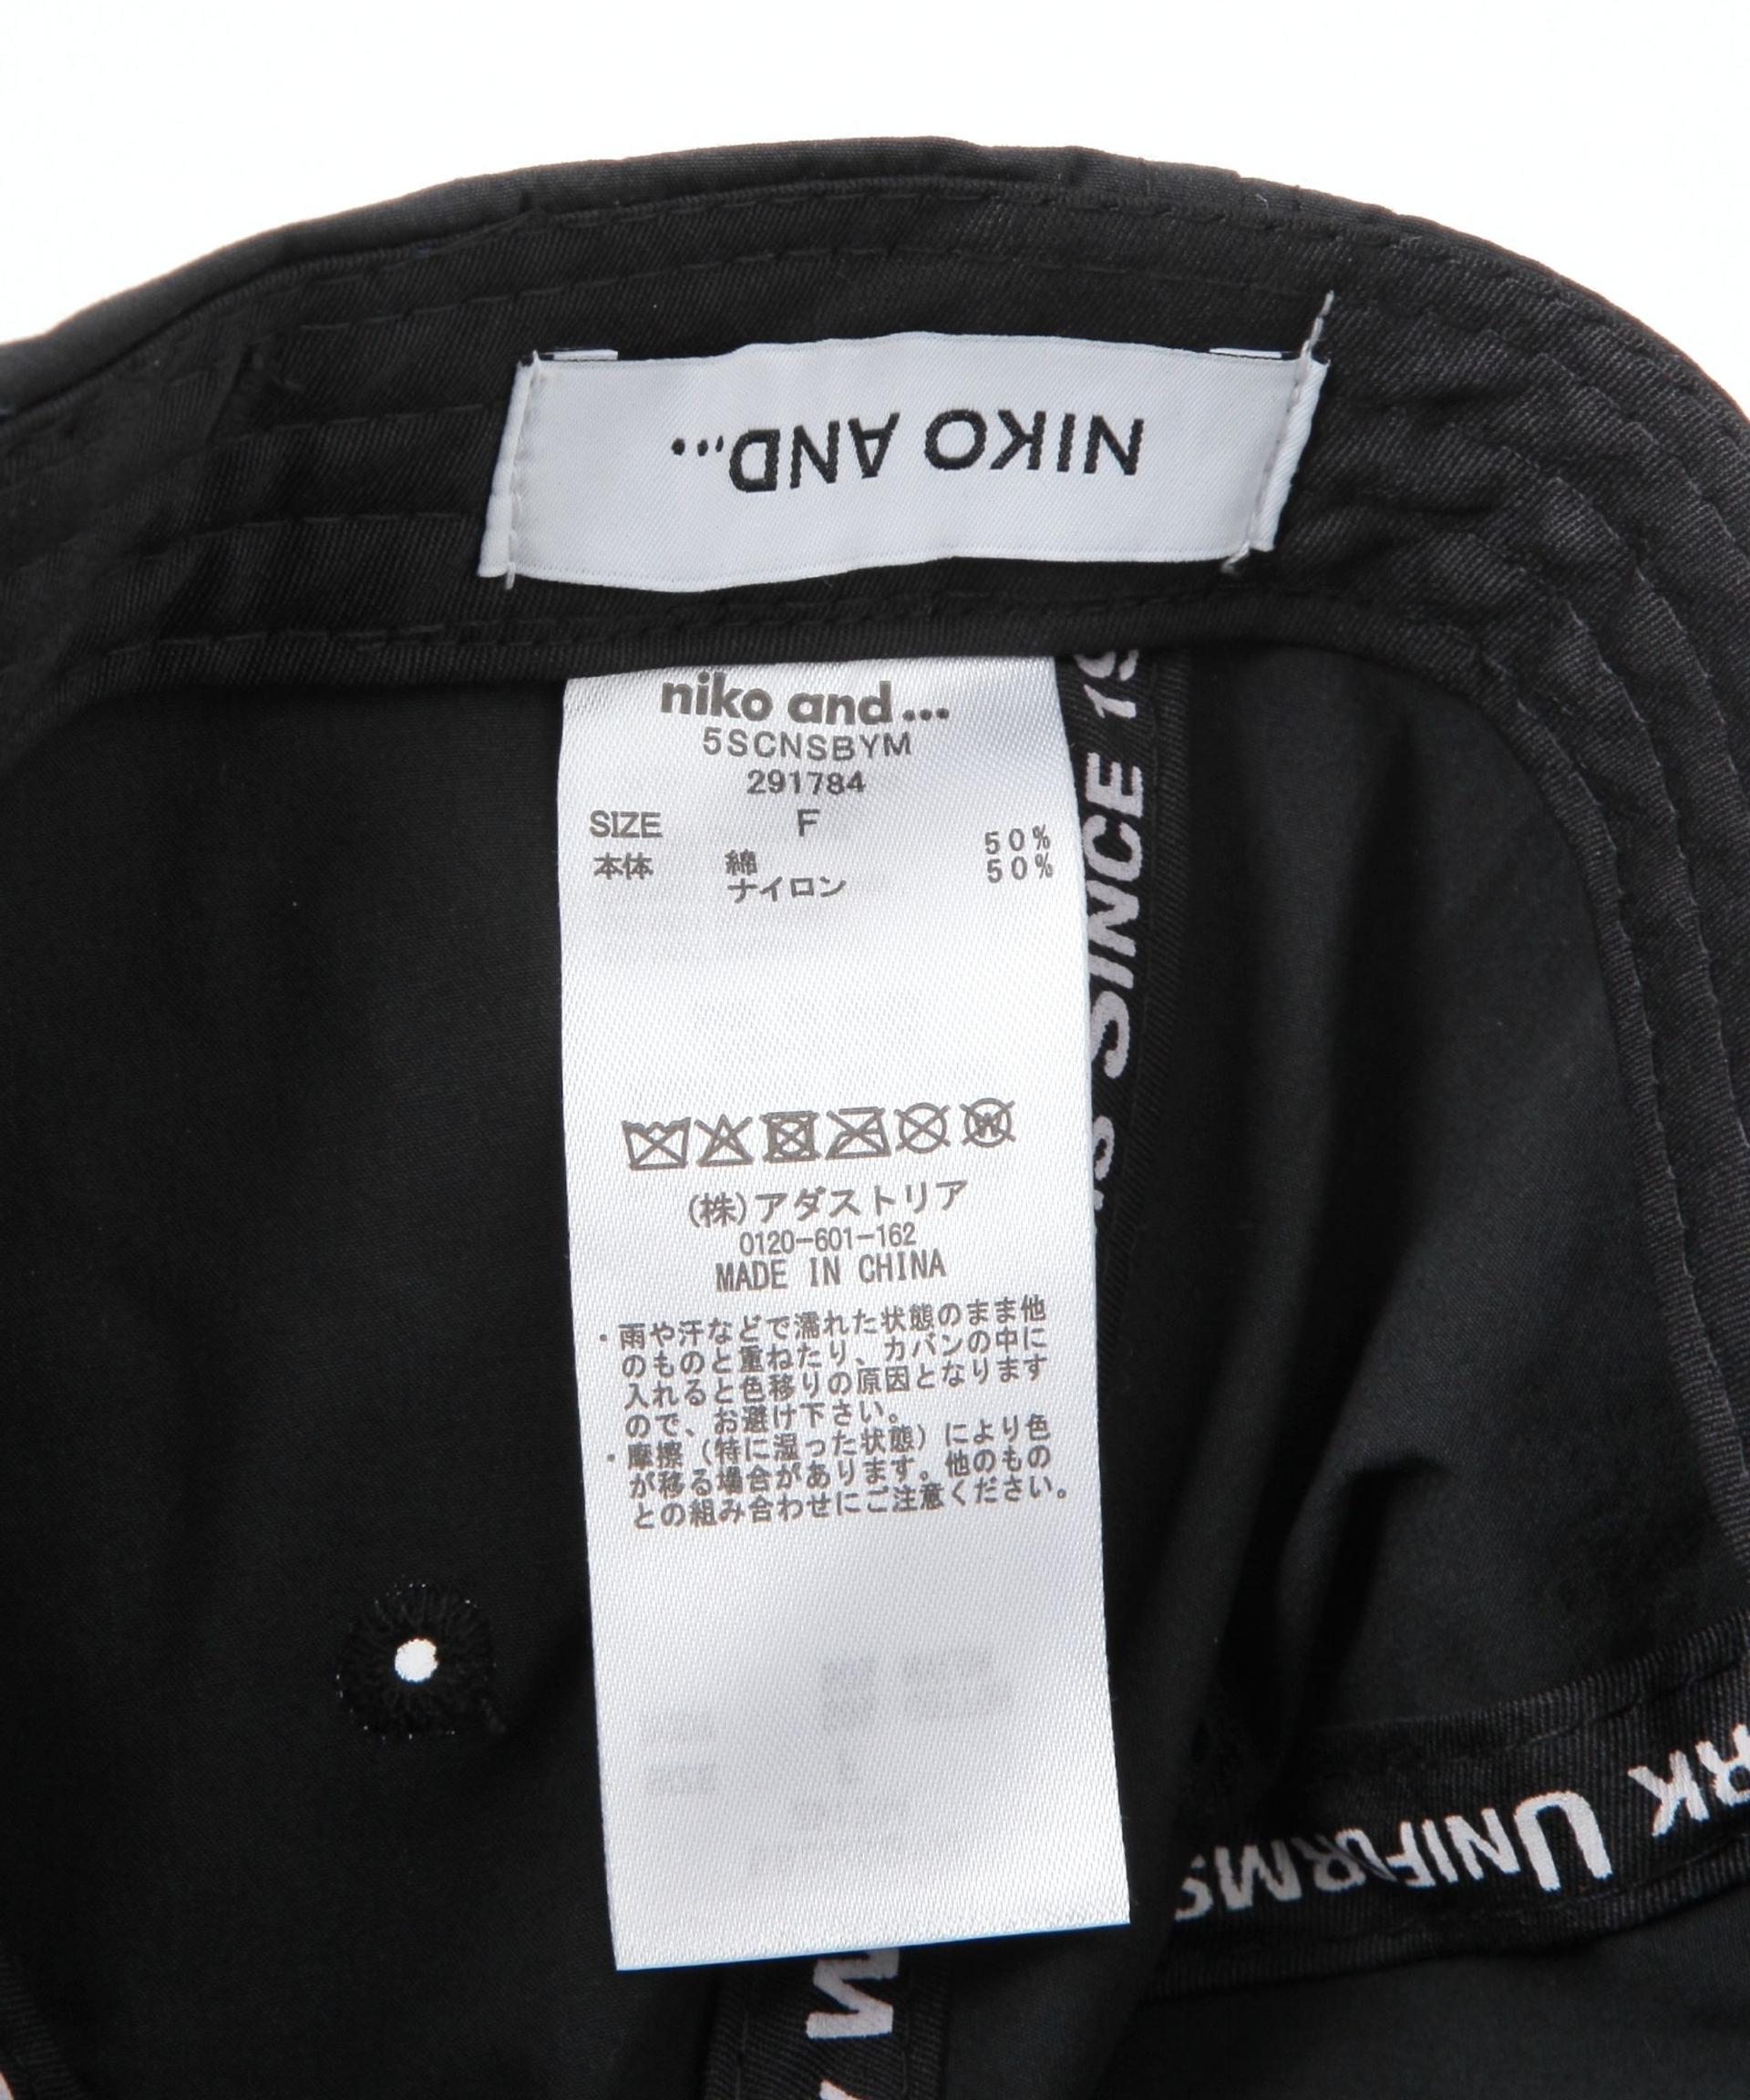 NIKO AND...
niko and...
5SCNSBYM
291784
SIZE F
本体 綿 50%
ナイロン 50%
(株)アダストリア
0120-601-162
MADE IN CHINA
・雨や汗などで濡れた状態のまま他
のものと重ねたり、カバンの中に
入れると色移りの原因となります
ので、お避け下さい。
・摩擦(特に湿った状態)により色
が移る場合があります。他のもの
との組み合わせにご注意ください。
SINCE 19
UNIFORMS